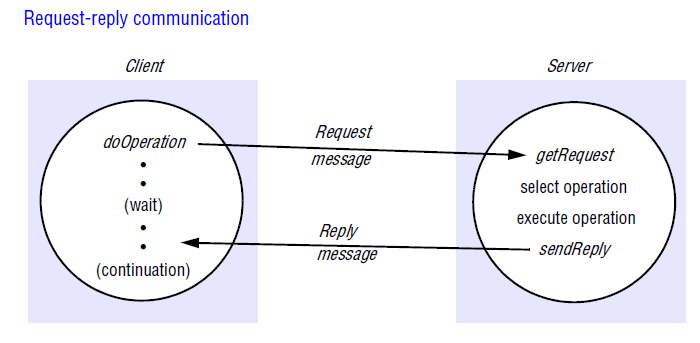 Request-reply communication
Client
Server
doOperation
(wait)
(continuation)
Request
message
Reply
message
getRequest
select operation
execute operation
sendReply